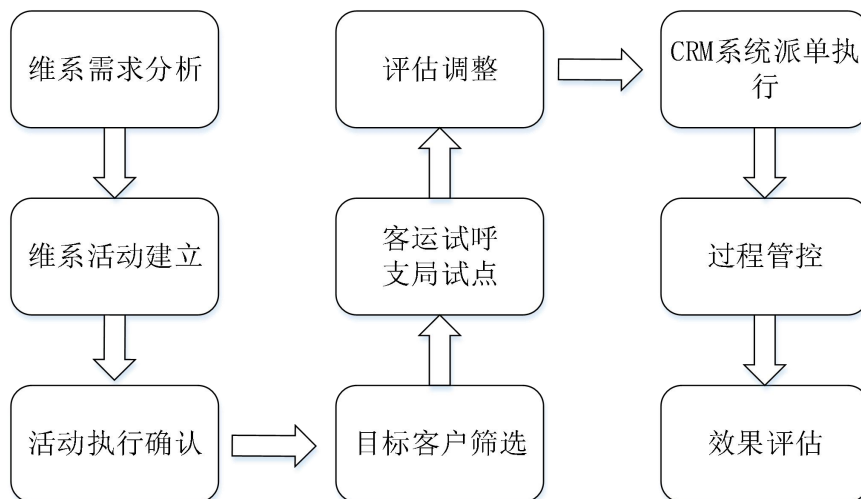 维系需求分析
维系活动建立
活动执行确认
目标客户筛选
客运试呼
支局试点
评估调整
CRM系统派单执
行
过程管控
效果评估